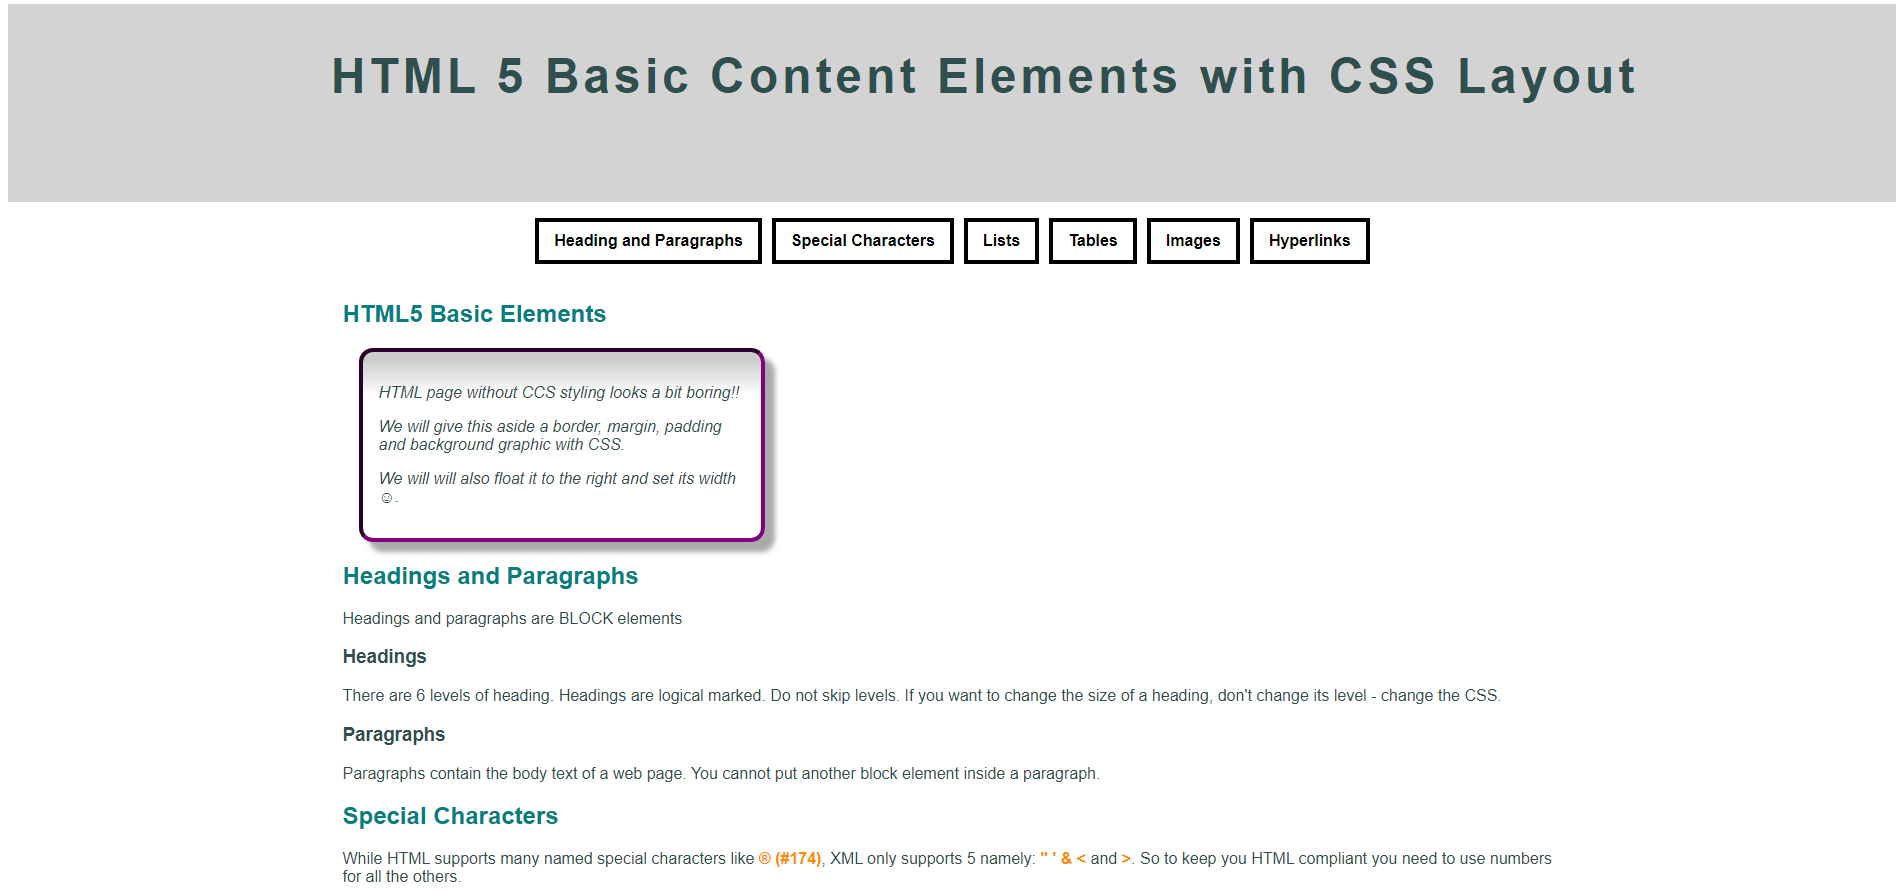 HTML 5 Basic Content Elements with CSS Layout
Heading and Paragraphs Special Characters Lists Tables Images Hyperlinks
HTML5 Basic Elements
HTML page without CCS styling looks a bit boring!!
We will give this aside a border, margin, padding
and background graphic with CSS.
We will will also float it to the right and set its width
☺.
Headings and Paragraphs
Headings and paragraphs are BLOCK elements
Headings
There are 6 levels of heading. Headings are logical marked. Do not skip levels. If you want to change the size of a heading, don't change its level - change the CSS.
Paragraphs
Paragraphs contain the body text of a web page. You cannot put another block element inside a paragraph.
Special Characters
While HTML supports many named special characters like ® (#174), XML only supports 5 namely: " ' & < and >. So to keep you HTML compliant you need to use numbers
for all the others.